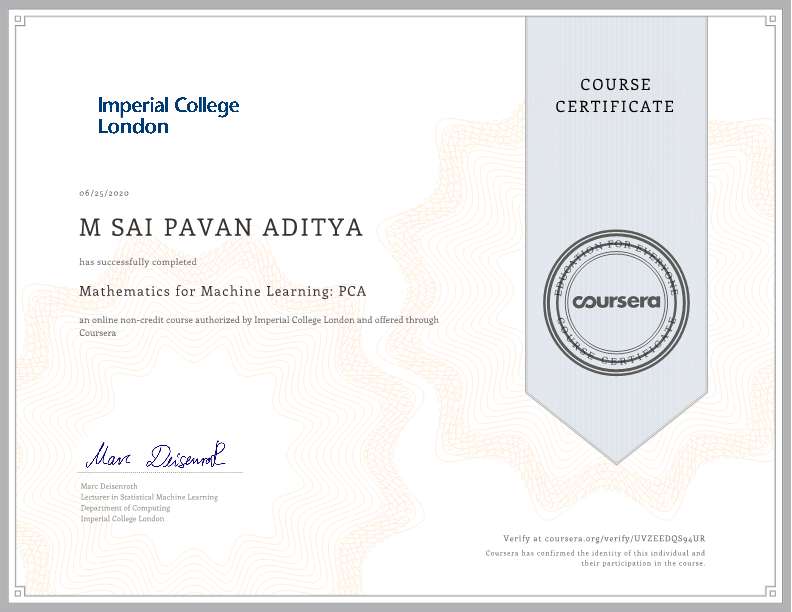 Imperial College
London
COURSE
CERTIFICATE
06/25/2020
M SAI PAVAN ADITYA
has successfully completed
Mathematics for Machine Learning: PCA
an online non-credit course authorized by Imperial College London and offered through
Coursera
EDUCATION FOR EVERYONE
coursera
COURSE CERTIFICATE
Marc Deisenroth
Marc Deisenroth
Lecturer in Statistical Machine Learning
Department of Computing
Imperial College London
Verify at coursera.org/verify/UVZEEDQS94UR
Coursera has confirmed the identity of this individual and
their participation in the course.